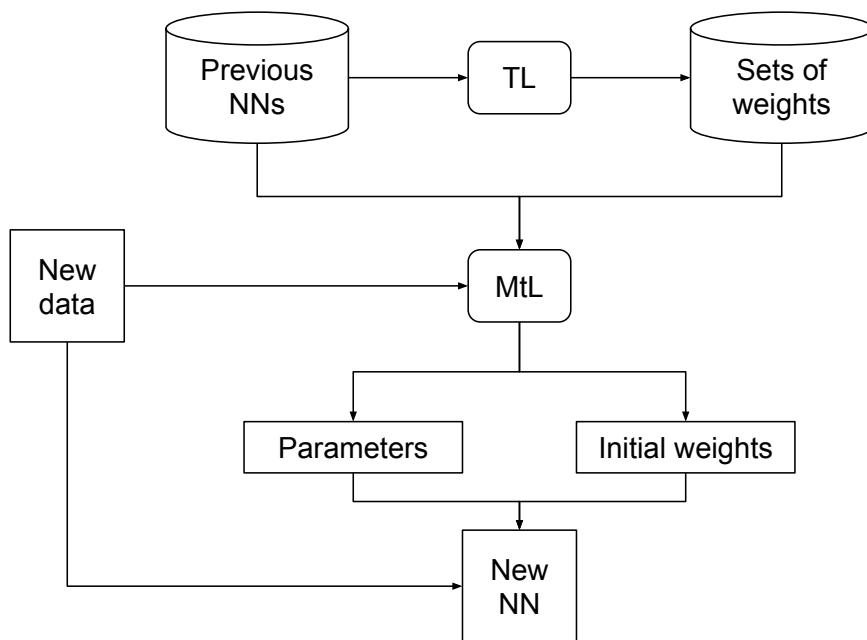 Previous
NNs
TL
Sets of
weights
New
data
MtL
Parameters
Initial weights
New
NN